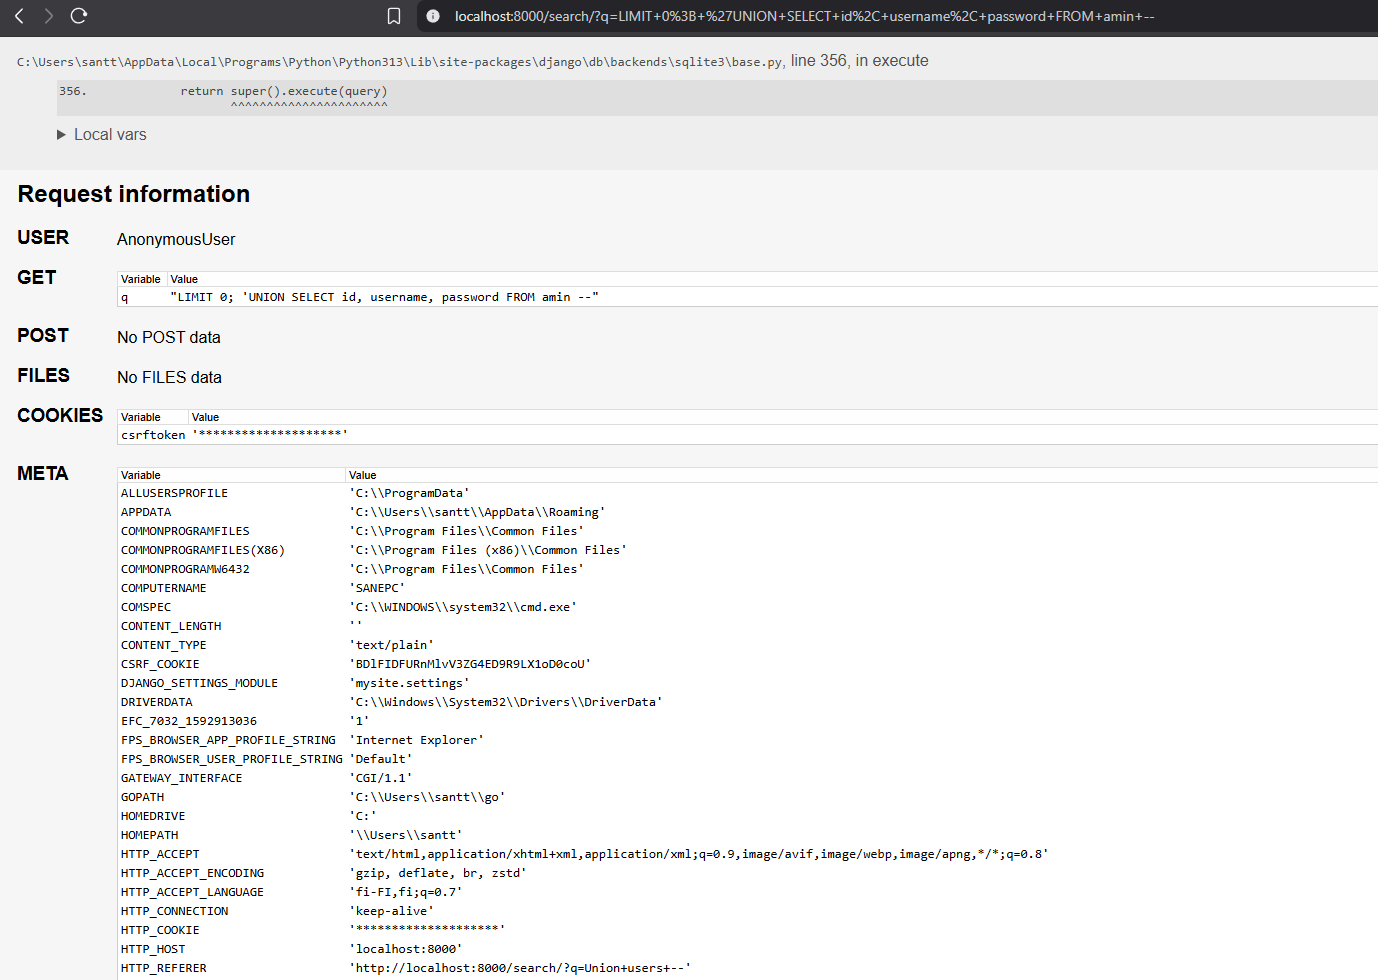 localhost:8000/search/?q=LIMIT+0%3B+%27UNION+SELECT+id%2C+username%2C+password+FROM+amin+--
C:\Users\santt\AppData\Local\Programs\Python\Python313\Lib\site-packages\django\db\backends\sqlite3\base.py, line 356, in execute
356. return super().execute(query)
^^^^^^^^^^^^^^^^^^^^^^
▶ Local vars
Request information
USER AnonymousUser
GET
Variable Value
q "LIMIT 0; 'UNION SELECT id, username, password FROM amin --"
POST No POST data
FILES No FILES data
COOKIES
Variable Value
csrftoken '********************'
META
Variable Value
ALLUSERSPROFILE 'C:\\ProgramData'
APPDATA 'C:\\Users\\santt\\AppData\\Roaming'
COMMONPROGRAMFILES 'C:\\Program Files\\Common Files'
COMMONPROGRAMFILES(X86) 'C:\\Program Files (x86)\\Common Files'
COMMONPROGRAMW6432 'C:\\Program Files\\Common Files'
COMPUTERNAME 'SANEPC'
COMSPEC 'C:\\WINDOWS\\system32\\cmd.exe'
CONTENT_LENGTH ''
CONTENT_TYPE 'text/plain'
CSRF_COOKIE 'BDlFIDFURnMlvV3ZG4ED9R9LX1oD0coU'
DJANGO_SETTINGS_MODULE 'mysite.settings'
DRIVERDATA 'C:\\Windows\\System32\\Drivers\\DriverData'
EFC_7032_1592913036 '1'
FPS_BROWSER_APP_PROFILE_STRING 'Internet Explorer'
FPS_BROWSER_USER_PROFILE_STRING 'Default'
GATEWAY_INTERFACE 'CGI/1.1'
GOPATH 'C:\\Users\\santt\\go'
HOMEDRIVE 'C:'
HOMEPATH '\\Users\\santt'
HTTP_ACCEPT 'text/html,application/xhtml+xml,application/xml;q=0.9,image/avif,image/webp,image/apng,*/*;q=0.8'
HTTP_ACCEPT_ENCODING 'gzip, deflate, br, zstd'
HTTP_ACCEPT_LANGUAGE 'fi-FI,fi;q=0.7'
HTTP_CONNECTION 'keep-alive'
HTTP_COOKIE '********************'
HTTP_HOST 'localhost:8000'
HTTP_REFERER 'http://localhost:8000/search/?q=Union+users+--'